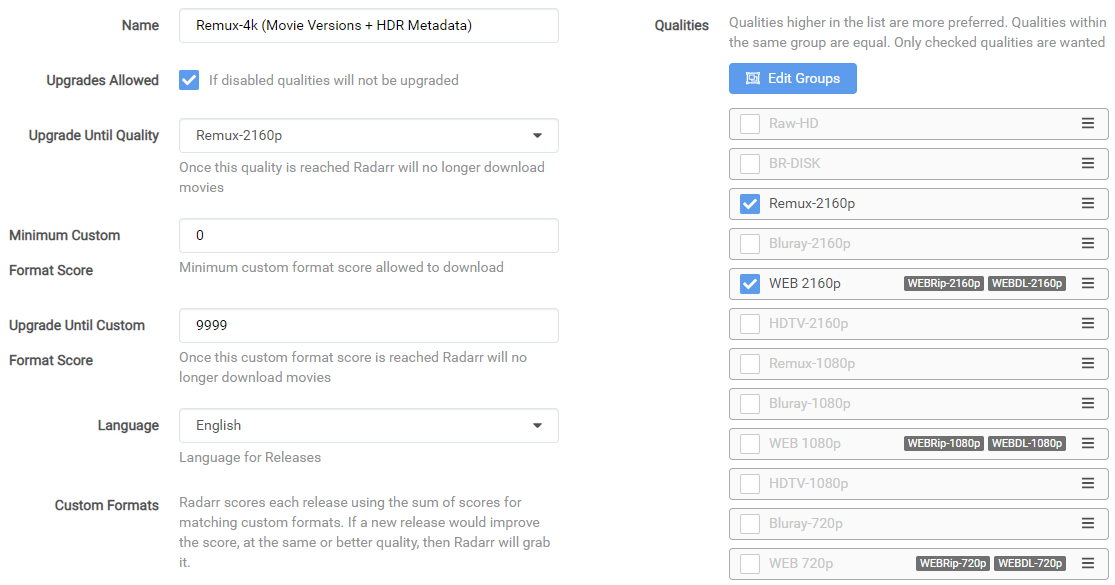 Name
Remux-4k (Movie Versions + HDR Metadata)
Upgrades Allowed
If disabled qualities will not be upgraded
Upgrade Until Quality
Remux-2160p
Once this quality is reached Radarr will no longer download
movies
Minimum Custom
Format Score
0
Minimum custom format score allowed to download
Upgrade Until Custom
Format Score
9999
Once this custom format score is reached Radarr will no
longer download movies
Language
English
Language for Releases
Custom Formats
Radarr scores each release using the sum of scores for
matching custom formats. If a new release would improve
the score, at the same or better quality, then Radarr will grab
it.
Qualities
Qualities higher in the list are more preferred. Qualities within
the same group are equal. Only checked qualities are wanted
Edit Groups
Raw-HD
BR-DISK
Remux-2160p
Bluray-2160p
WEB 2160p WEBRip-2160p WEBDL-2160p
HDTV-2160p
Remux-1080p
Bluray-1080p
WEB 1080p WEBRip-1080p WEBDL-1080p
HDTV-1080p
Bluray-720p
WEB 720p WEBRip-720p WEBDL-720p